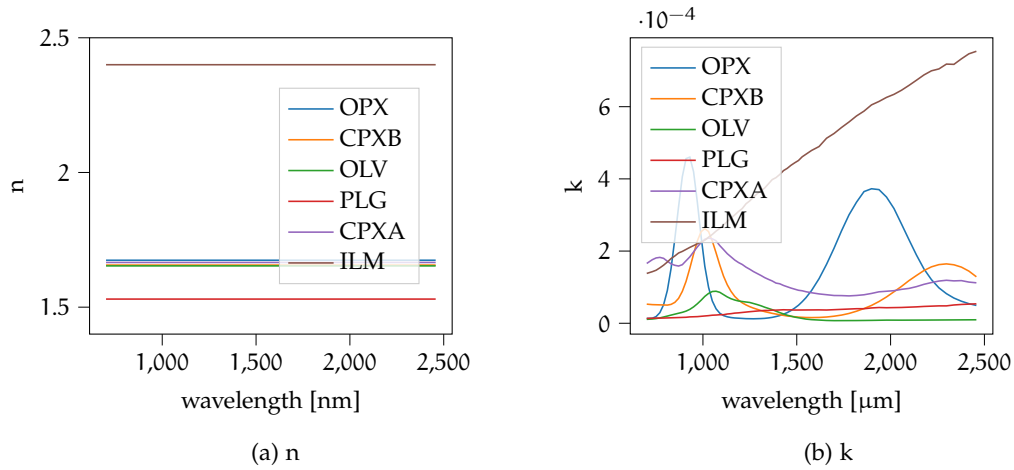 2.5
2
1.5
n
OPX
CPXB
OLV
PLG
CPXA
ILM
1,000 1,500 2,000 2,500
wavelength [nm]
(a) n
·10−4
6
4
2
0
k
OPX
CPXB
OLV
PLG
CPXA
ILM
1,000 1,500 2,000 2,500
wavelength [µm]
(b) k